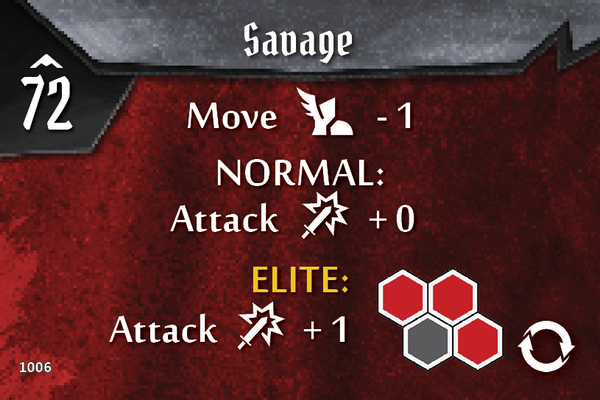 Savage
72
Move - 1
NORMAL:
Attack + 0
ELITE:
Attack + 1
1006